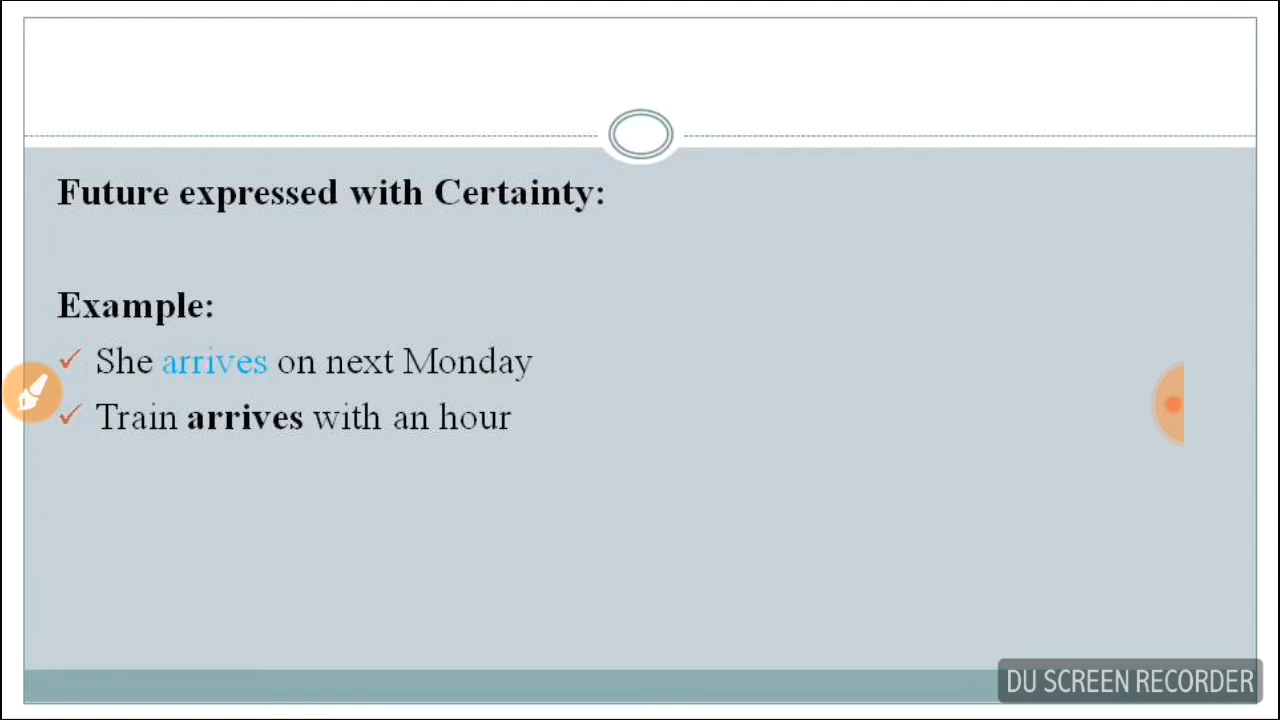 Future expressed with Certainty:
Example:
✓ She arrives on next Monday
✓ Train arrives with an hour
DU SCREEN RECORDER